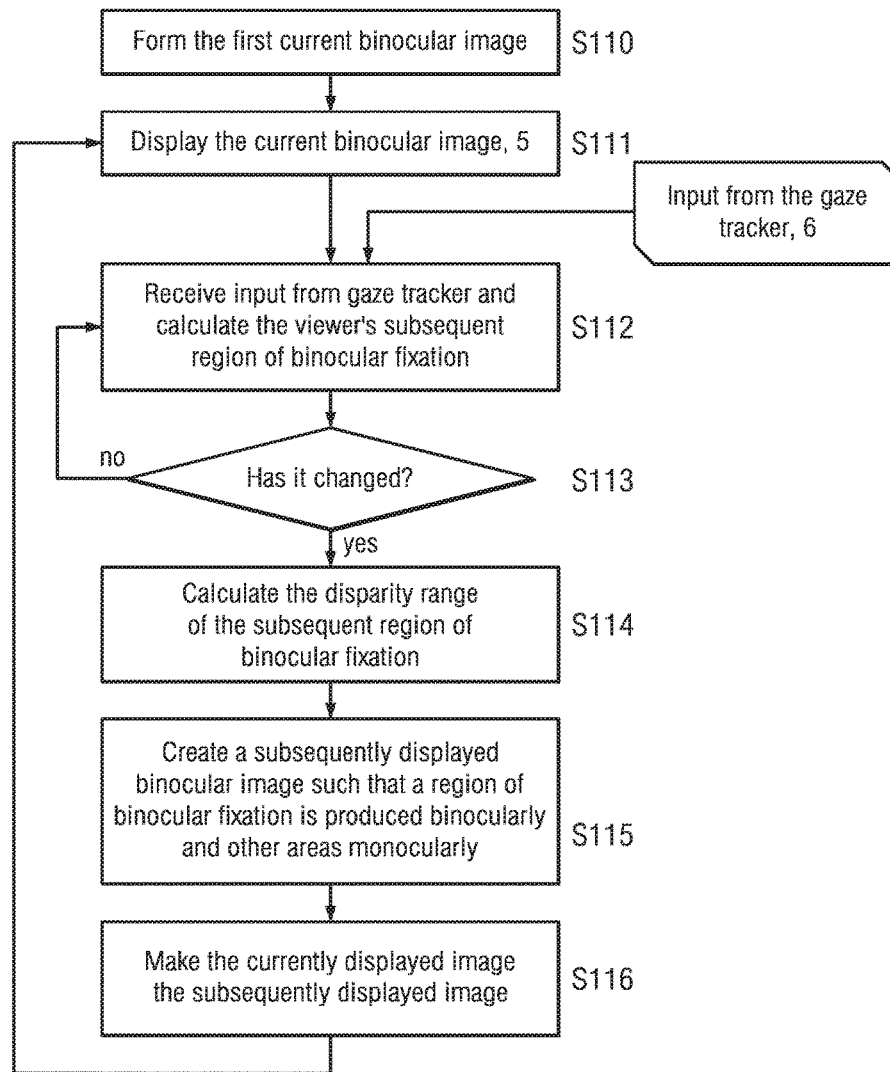 Form the first current binocular image
S110
Display the current binocular image, 5
S111
Input from the gaze
tracker, 6
Receive input from gaze tracker and
calculate the viewer's subsequent
region of binocular fixation
S112
no
Has it changed?
S113
yes
Calculate the disparity range
of the subsequent region of
binocular fixation
S114
Create a subsequently displayed
binocular image such that a region of
binocular fixation is produced binocularly
and other areas monocularly
S115
Make the currently displayed image
the subsequently displayed image
S116